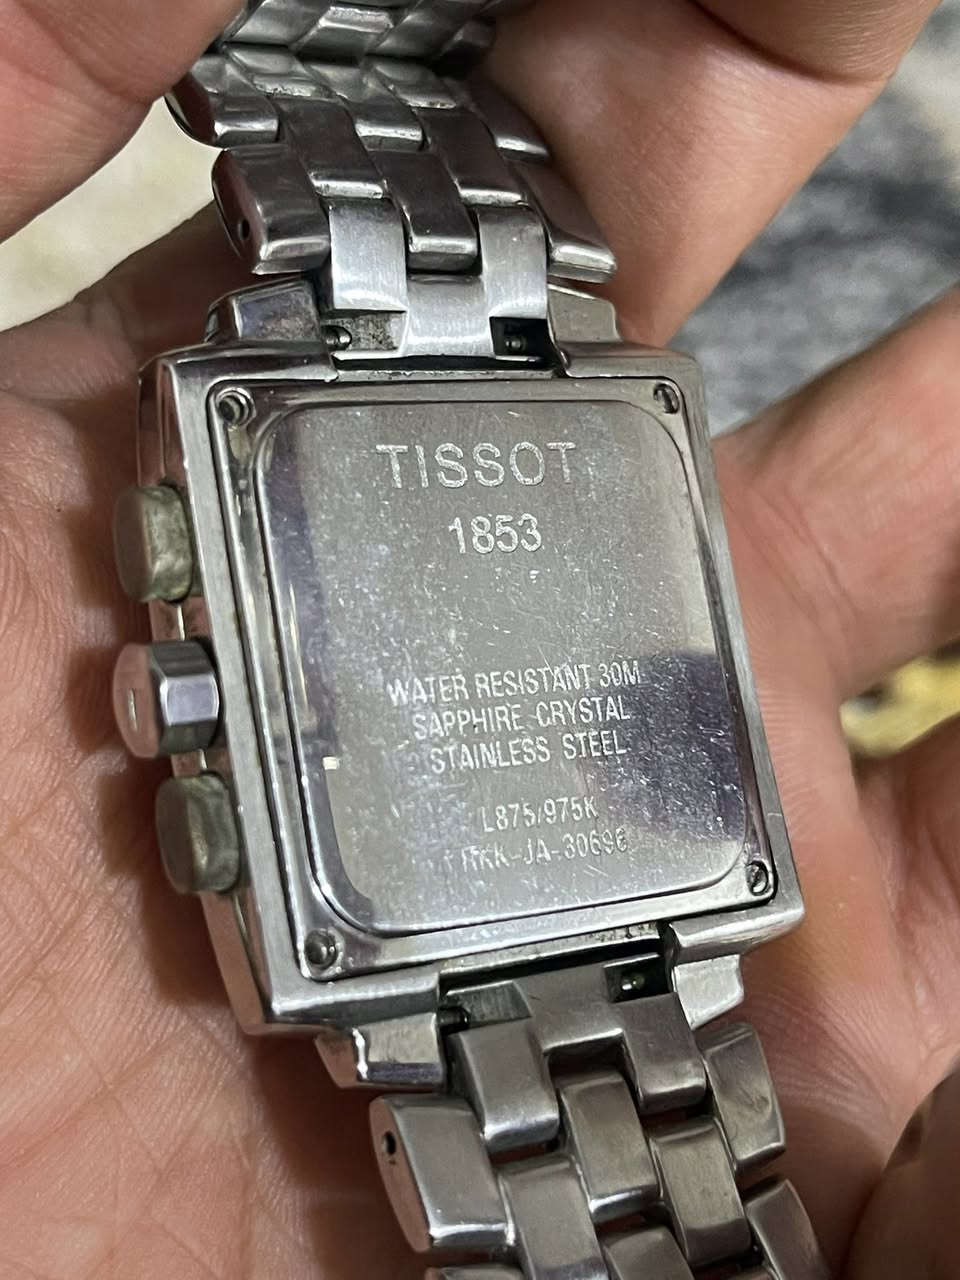 TISSOT
1853
WATER RESISTANT 30M
SAPPHIRE CRYSTAL
STAINLESS STEEL
L875/975K